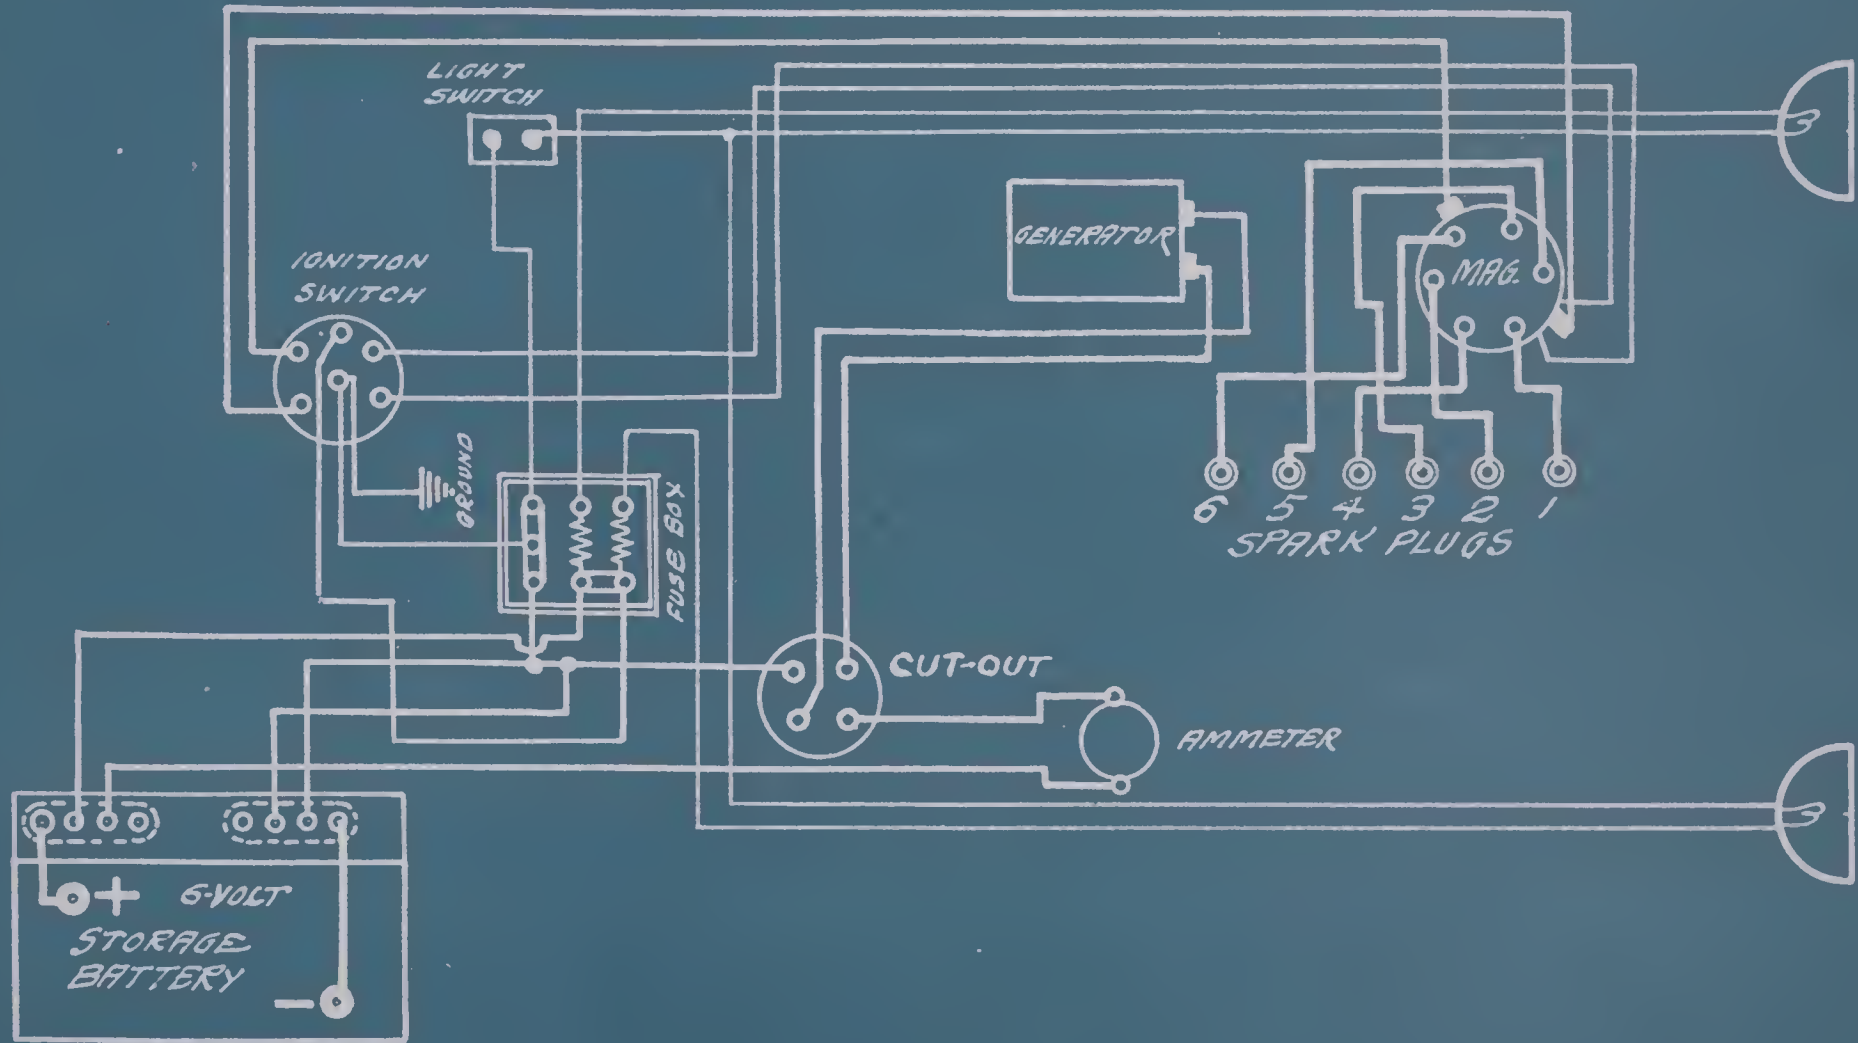 LIGHT
SWITCH
IGNITION
SWITCH
GENERATOR
MAG.
GROUND
FUSE BOX
6 5 4 3 2 1
SPARK PLUGS
CUT-OUT
AMMETER
+ 6-VOLT
STORAGE
BATTERY
-